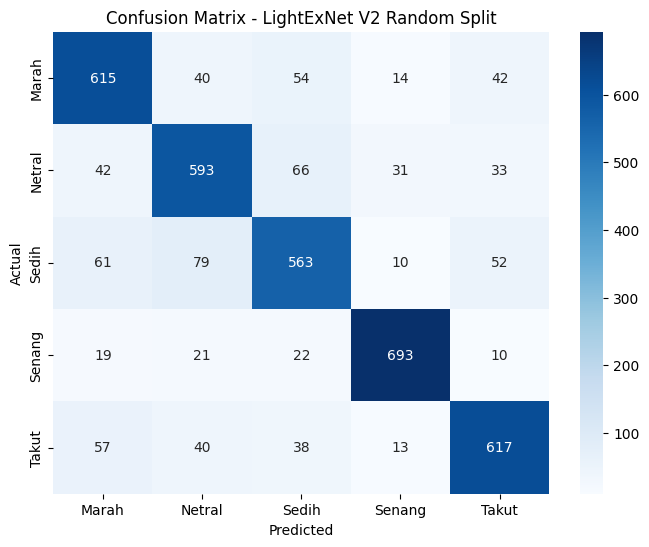 Confusion Matrix - LightExNet V2 Random Split
Marah 615 40 54 14 42
Netral 42 593 66 31 33
Sedih 61 79 563 10 52
Senang 19 21 22 693 10
Takut 57 40 38 13 617
Marah Netral Sedih Senang Takut
Predicted
Actual
600
500
400
300
200
100